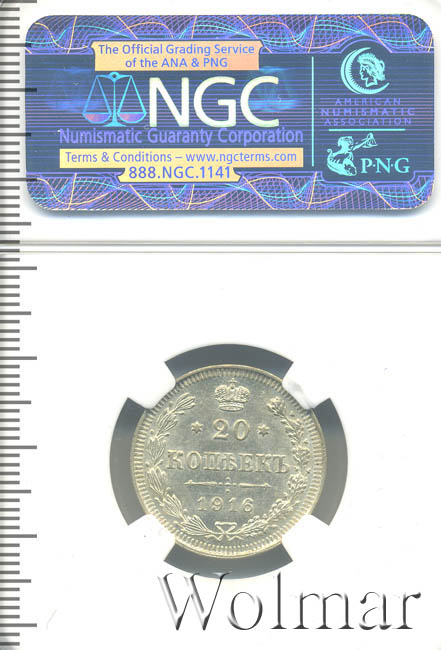 The Official Grading Service
of the ANA & PNG
NGC
Numismatic Guaranty Corporation
Terms & Conditions – www.ngcterms.com
888.NGC.1141
AMERICAN
NUMISMATIC
ASSOCIATION
P·N·G
* 20 *
КОПѢЕКЪ
1916
Wolmar